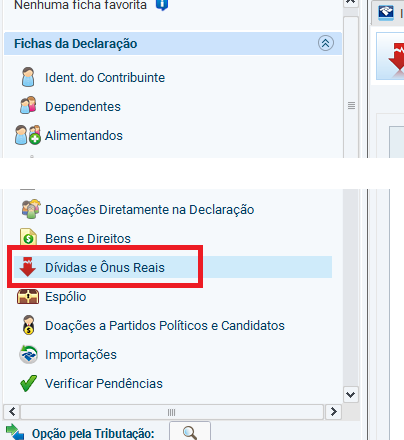 Nenhuma ficha favorita
Fichas da Declaração
Ident. do Contribuinte
Dependentes
Alimentandos
Doações Diretamente na Declaração
Bens e Direitos
Dívidas e Ônus Reais
Espólio
Doações a Partidos Políticos e Candidatos
Importações
Verificar Pendências
Opção pela Tributação: